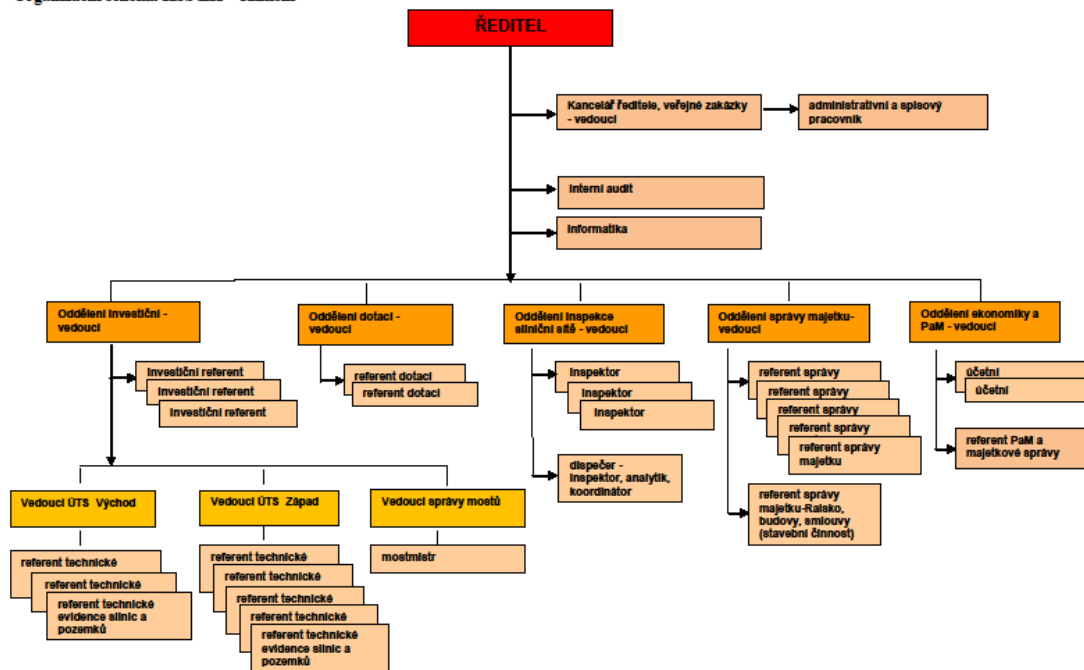 ŘEDITEL
Kancelář ředitele, veřejné zakázky
- vedoucí
administrativní a spisový
pracovník
Interní audit
Informatika
Oddělení investiční -
vedoucí
Oddělení dotací -
vedoucí
Oddělení inspekce
silniční sítě - vedoucí
Oddělení správy majetku-
vedoucí
Oddělení ekonomiky a
PaM - vedoucí
Investiční referent
Investiční referent
Investiční referent
referent dotací
referent dotací
Inspektor
Inspektor
Inspektor
referent správy
referent správy
referent správy
referent správy
referent správy
majetku
účetní
účetní
dispečer -
inspektor, analytik,
koordinátor
referent správy
majetku-Ralsko,
budovy, smlouvy
(stavební činnost)
referent PaM a
majetkové správy
Vedoucí ÚTS Východ
Vedoucí ÚTS Západ
Vedoucí správy mostů
referent technické
referent technické
referent technické
evidence silnic a
pozemků
referent technické
referent technické
referent technické
referent technické
referent technické
evidence silnic a
pozemků
mostmistr